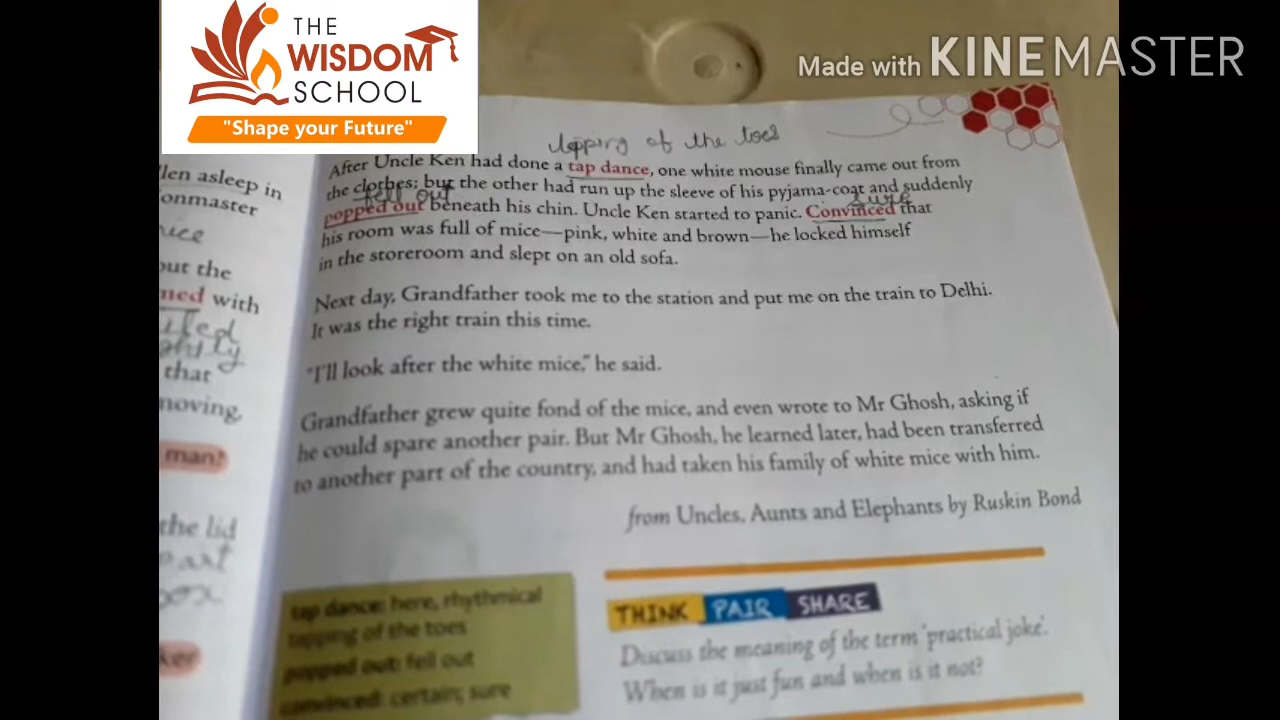 THE
WISDOM
SCHOOL
"Shape your Future"
Made with KINEMASTER
len asleep in
onmaster
out the
ned with
that
noving,
man?
the lid
art
box
ker
tapping of the toes
After Uncle Ken had done a tap dance, one white mouse finally came out from
the clothes; but the other had run up the sleeve of his pyjama-coat and suddenly
fell out
sure
popped out beneath his chin. Uncle Ken started to panic. Convinced that
his room was full of mice—pink, white and brown—he locked himself
in the storeroom and slept on an old sofa.
Next day, Grandfather took me to the station and put me on the train to Delhi.
It was the right train this time.
"I'll look after the white mice," he said.
Grandfather grew quite fond of the mice, and even wrote to Mr Ghosh, asking if
he could spare another pair. But Mr Ghosh, he learned later, had been transferred
to another part of the country, and had taken his family of white mice with him.
from Uncles, Aunts and Elephants by Ruskin Bond
tap dance: here, rhythmical
tapping of the toes
popped out: fell out
convinced: certain; sure
THINK PAIR SHARE
Discuss the meaning of the term 'practical joke'.
When is it just fun and when is it not?